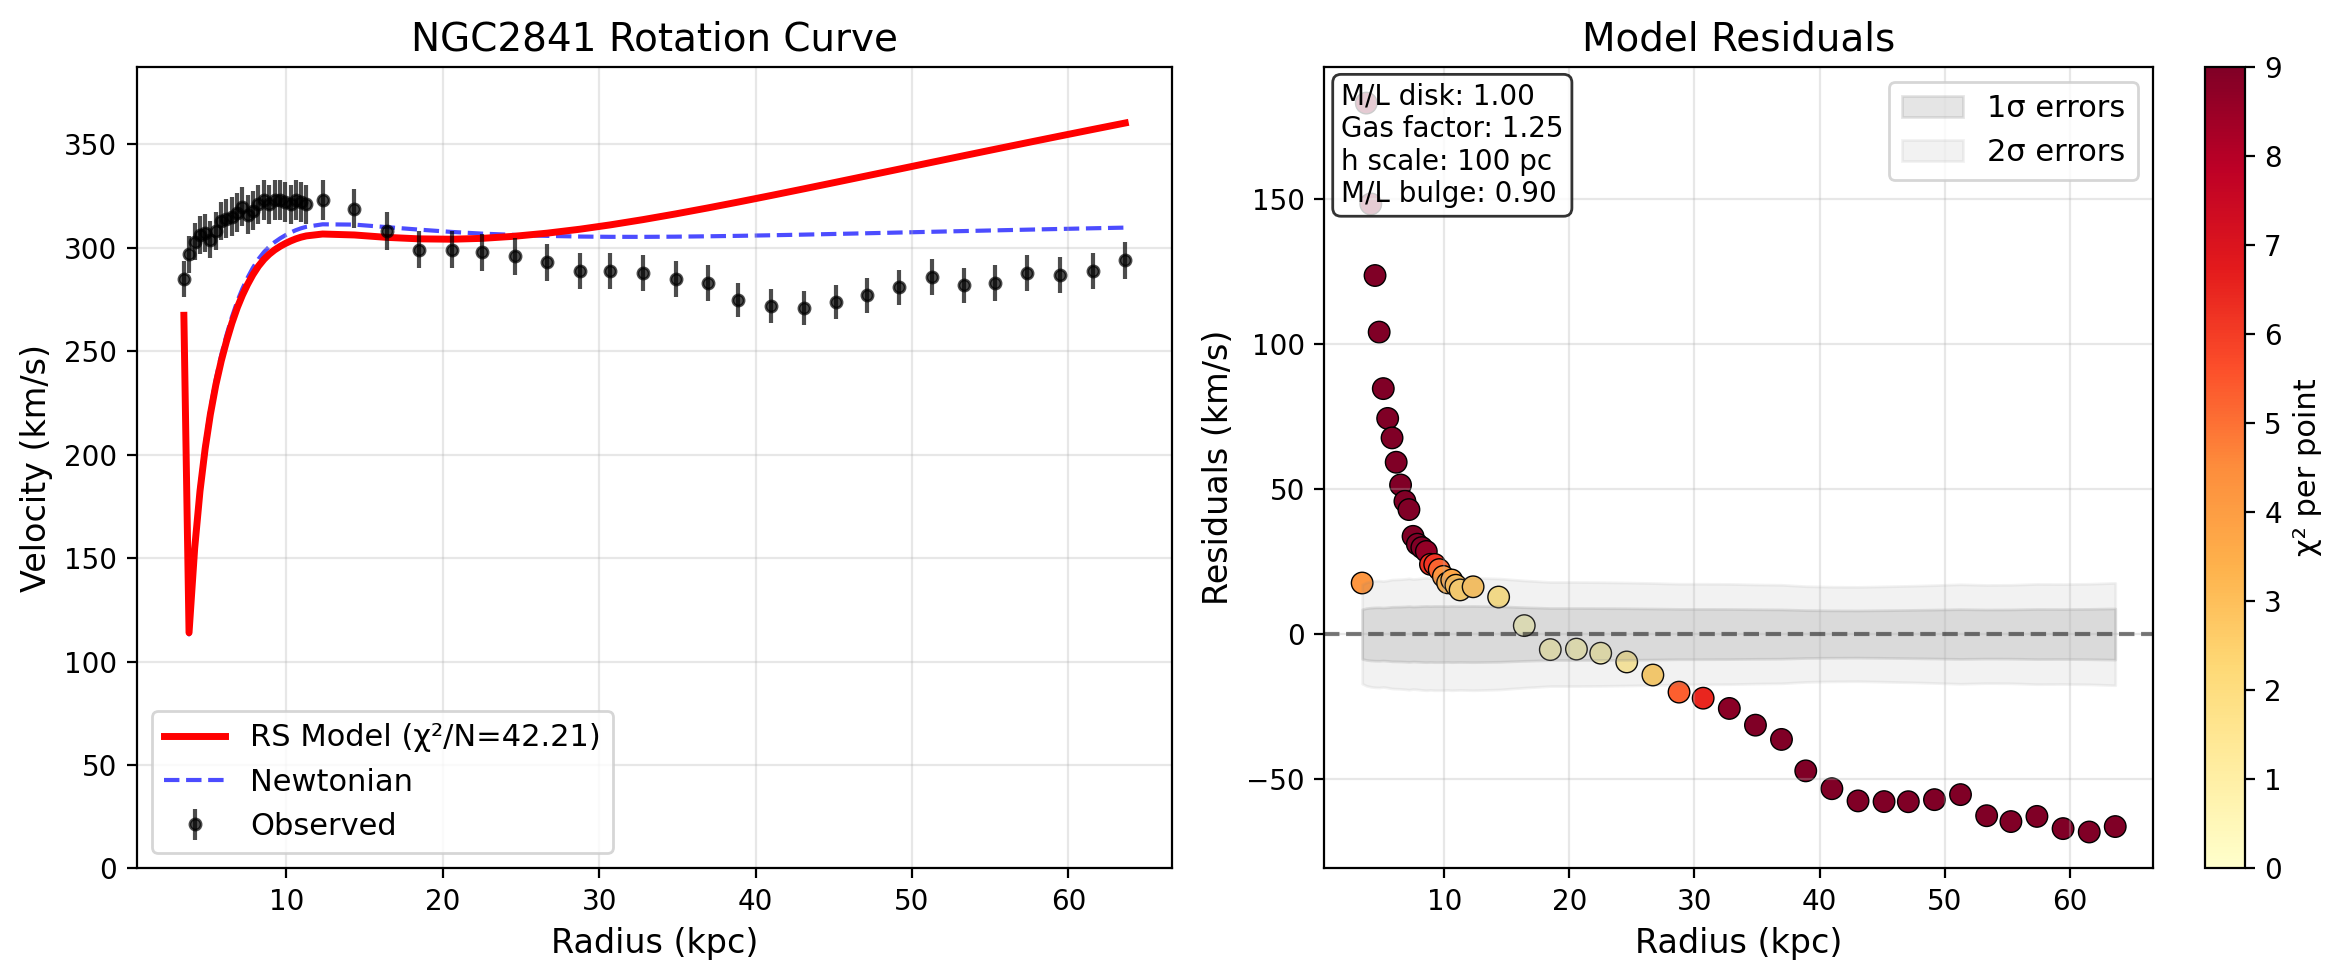 NGC2841 Rotation Curve
Velocity (km/s)
350
300
250
200
150
100
50
0
10
20
30
40
50
60
Radius (kpc)
RS Model (χ²/N=42.21)
Newtonian
Observed
Model Residuals
Residuals (km/s)
150
100
50
0
−50
10
20
30
40
50
60
Radius (kpc)
M/L disk: 1.00
Gas factor: 1.25
h scale: 100 pc
M/L bulge: 0.90
1σ errors
2σ errors
9
8
7
6
5
4
3
2
1
0
χ² per point